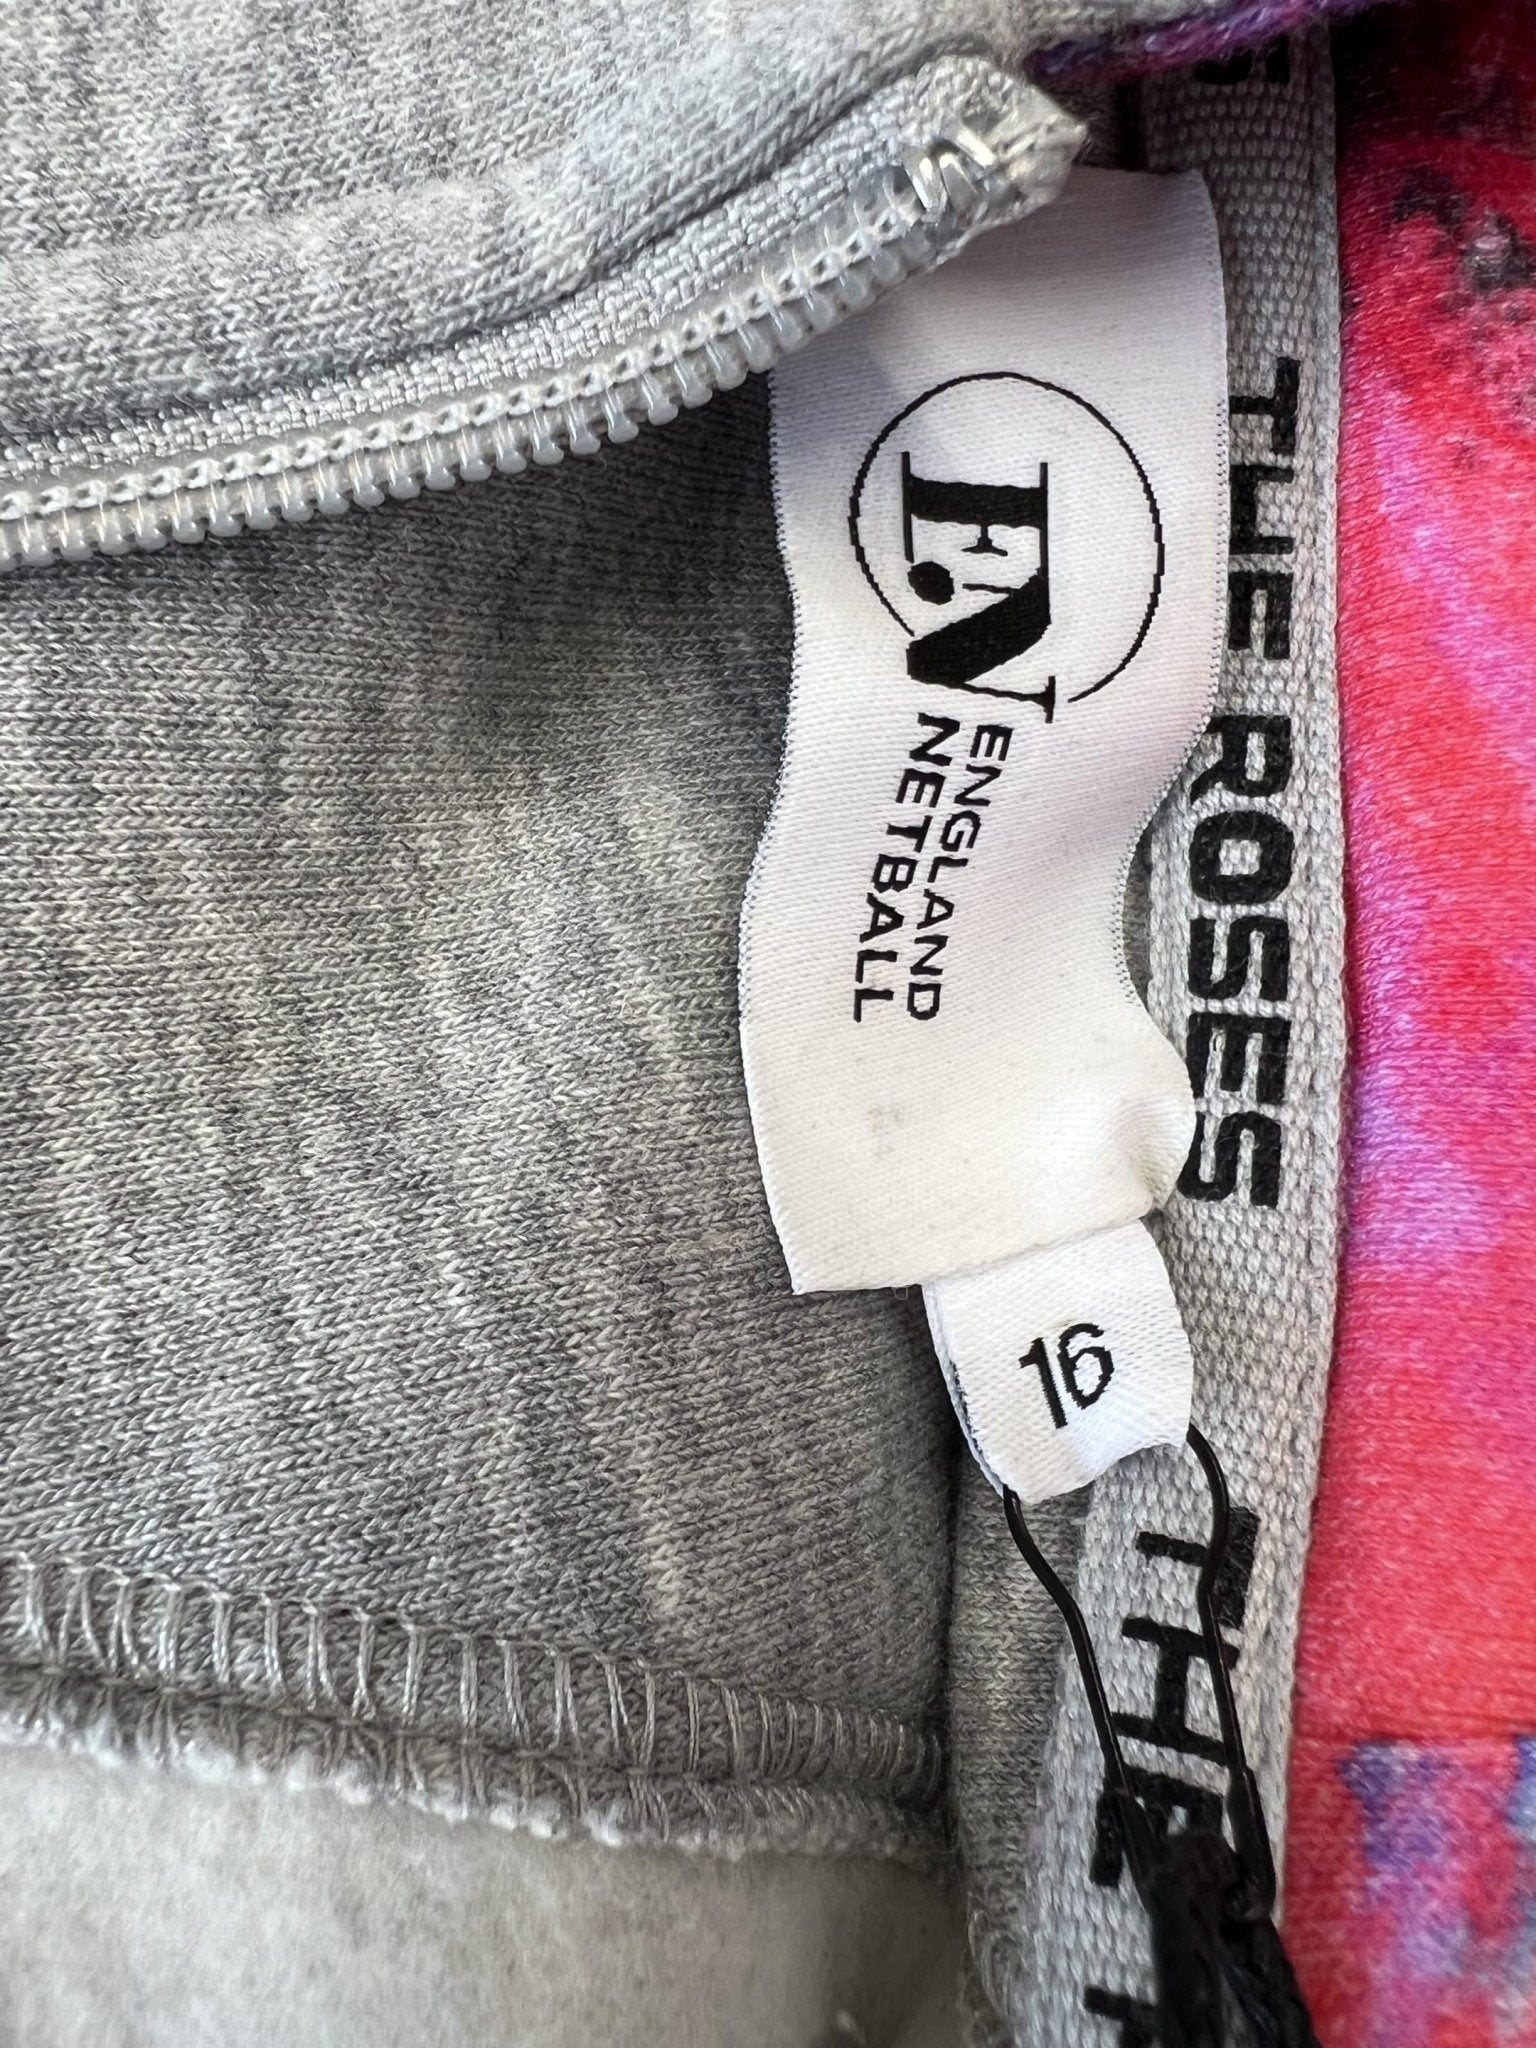 EN
ENGLAND
NETBALL
16
THE ROSES
THE